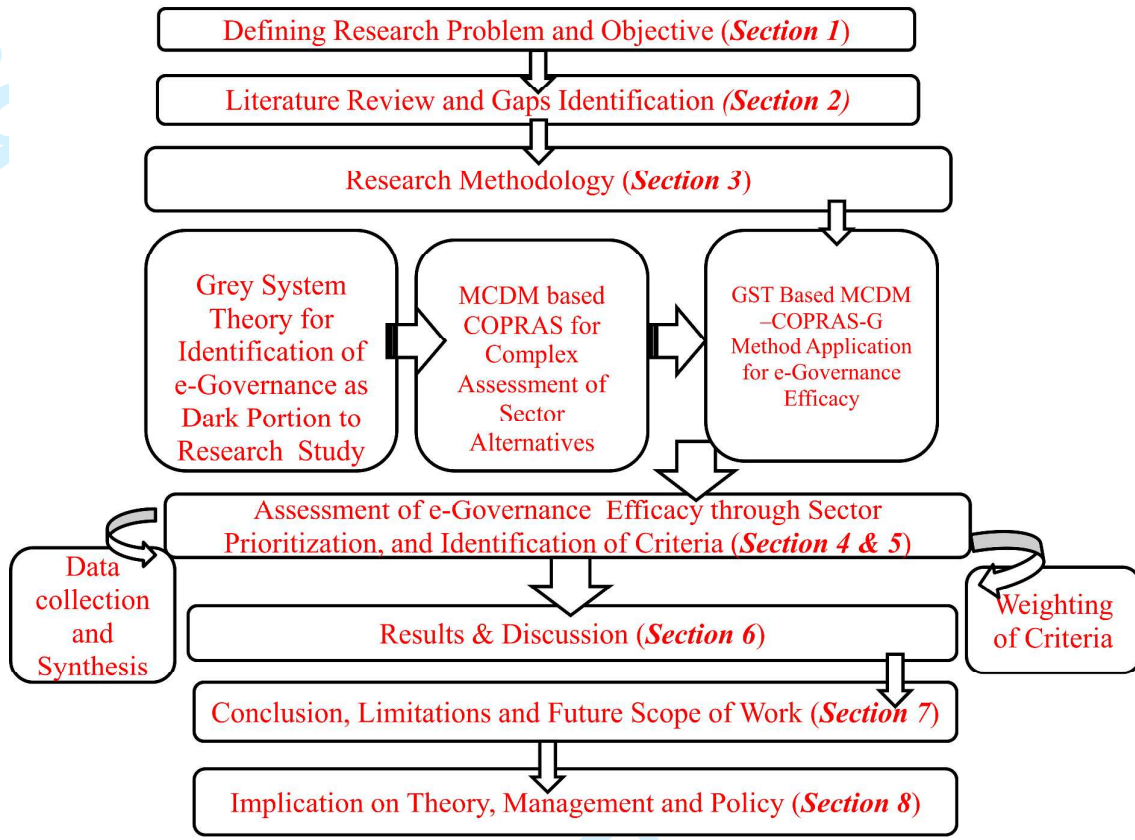 Defining Research Problem and Objective (Section 1)
Literature Review and Gaps Identification (Section 2)
Research Methodology (Section 3)
Grey System
Theory for
Identification of
e-Governance as
Dark Portion to
Research Study
MCDM based
COPRAS for
Complex
Assessment of
Sector
Alternatives
GST Based MCDM
–COPRAS-G
Method Application
for e-Governance
Efficacy
Assessment of e-Governance Efficacy through Sector
Prioritization, and Identification of Criteria (Section 4 & 5)
Data
collection
and
Synthesis
Weighting
of Criteria
Results & Discussion (Section 6)
Conclusion, Limitations and Future Scope of Work (Section 7)
Implication on Theory, Management and Policy (Section 8)